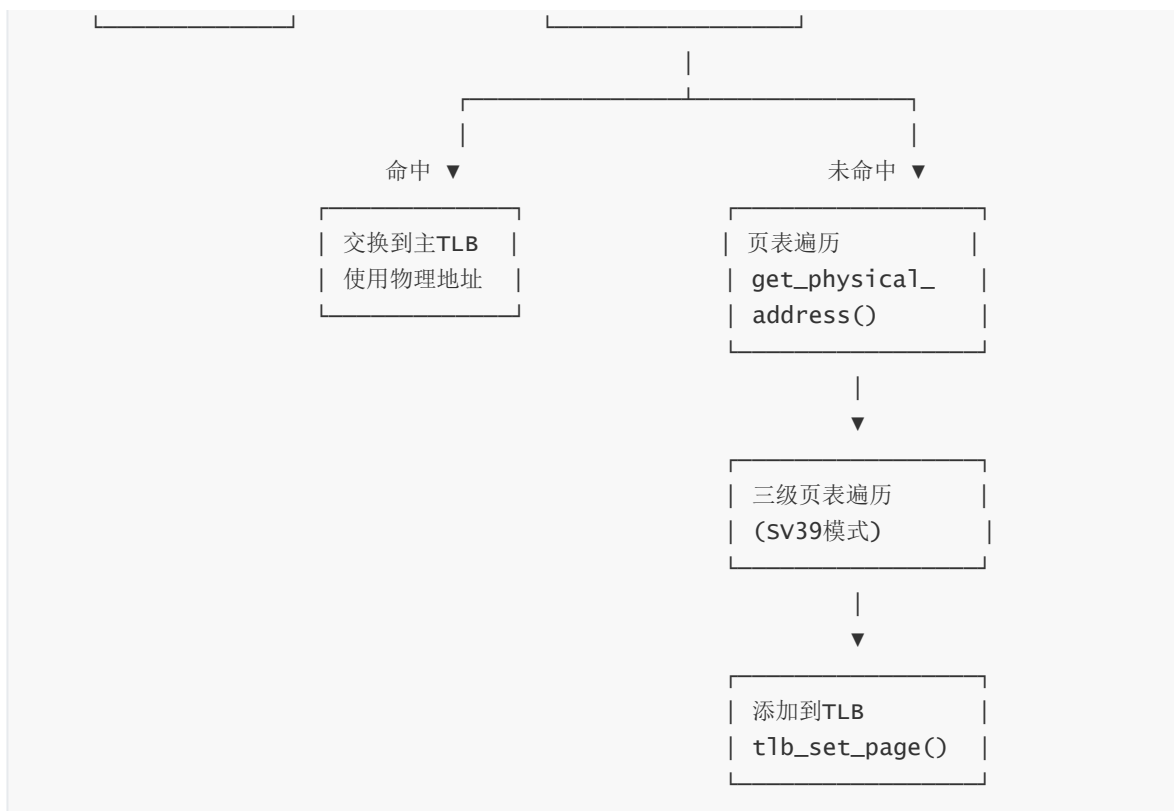 命中 ▼ 未命中 ▼
交换到主TLB 页表遍历
使用物理地址 get_physical_
address()
三级页表遍历
(SV39模式)
添加到TLB
tlb_set_page()